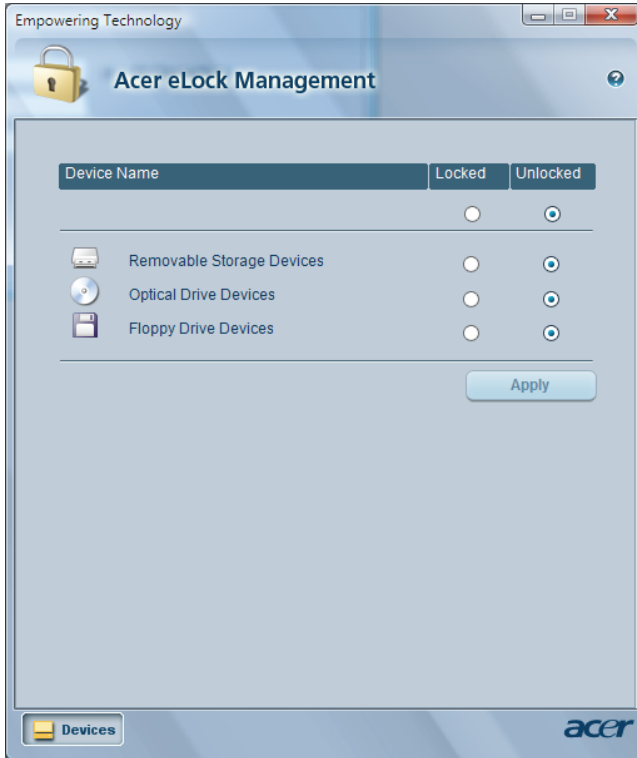 Empowering Technology
Acer eLock Management
Device Name Locked Unlocked
Removable Storage Devices
Optical Drive Devices
Floppy Drive Devices
Apply
Devices
acer